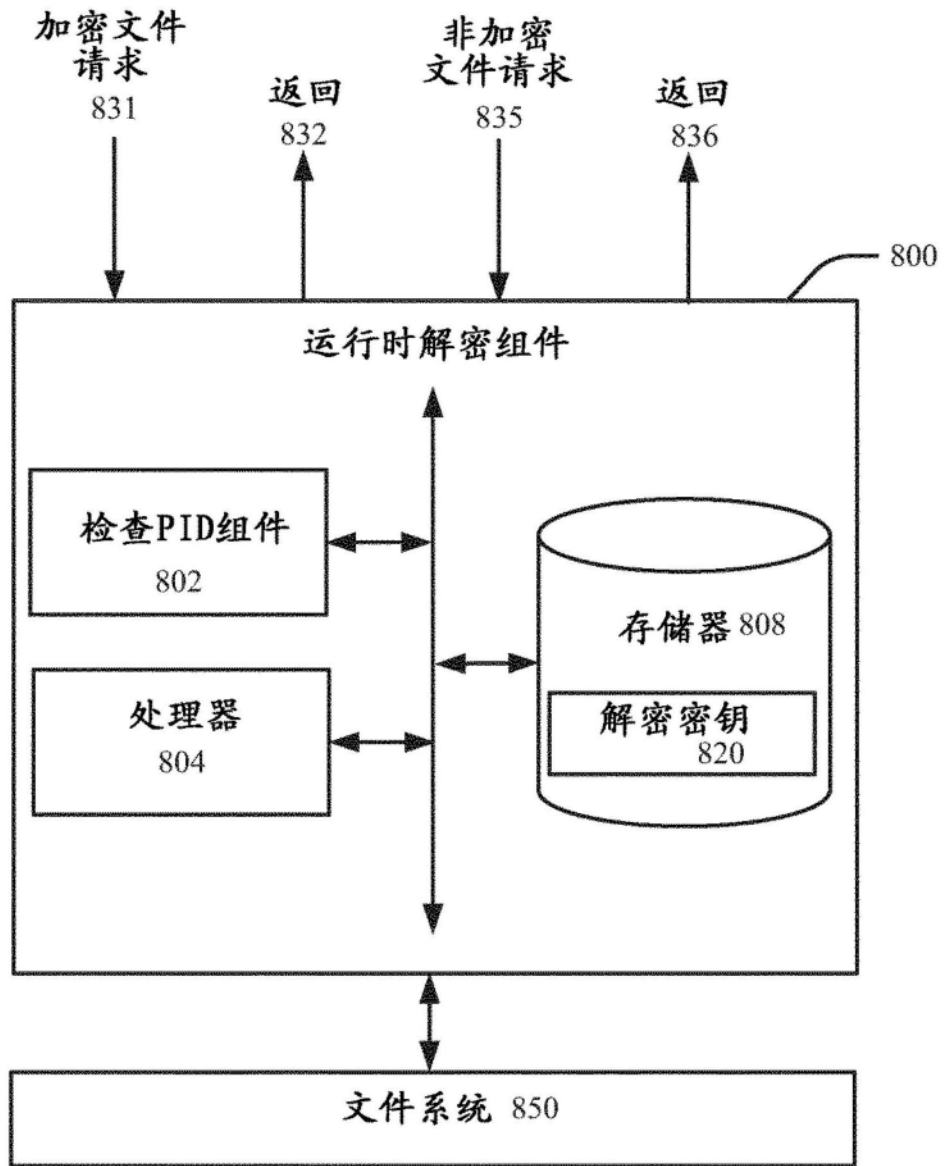 加密文件
请求
831
返回
832
非加密
文件请求
835
返回
836
800
运行时解密组件
检查PID组件
802
处理器
804
存储器 808
解密密钥
820
文件系统 850